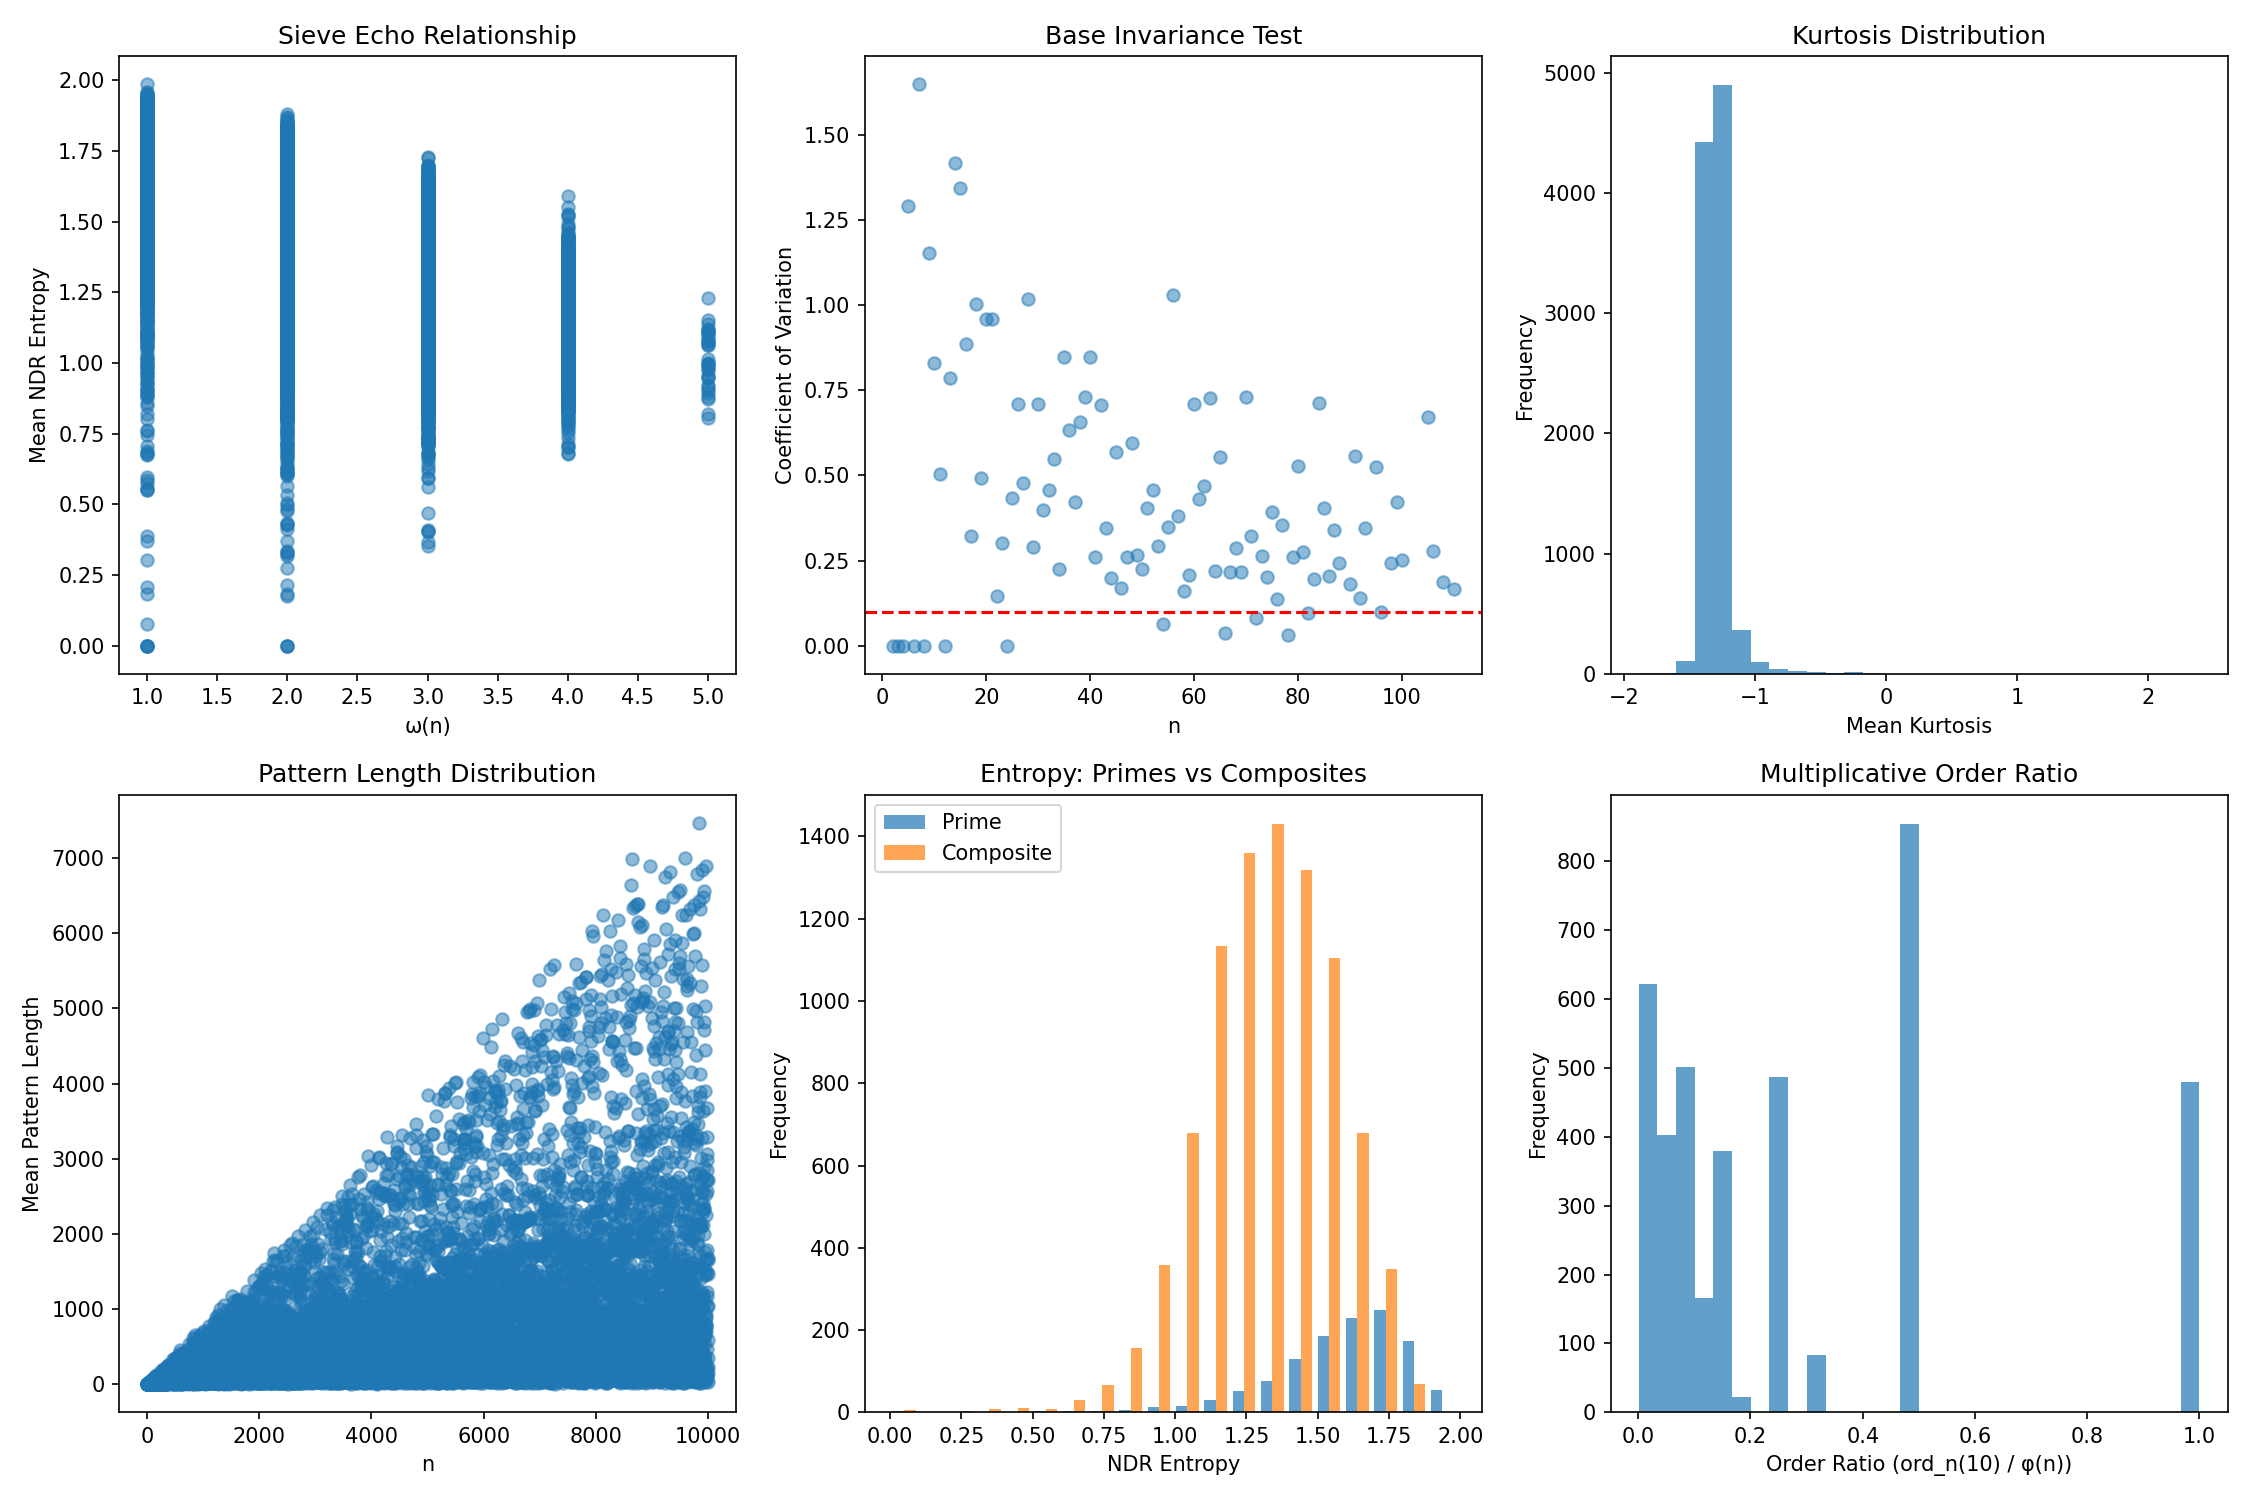 Sieve Echo Relationship
Mean NDR Entropy
2.00
1.75
1.50
1.25
1.00
0.75
0.50
0.25
0.00
1.0 1.5 2.0 2.5 3.0 3.5 4.0 4.5 5.0
ω(n)
Base Invariance Test
Coefficient of Variation
1.50
1.25
1.00
0.75
0.50
0.25
0.00
0 20 40 60 80 100
n
Kurtosis Distribution
Frequency
5000
4000
3000
2000
1000
0
−2 −1 0 1 2
Mean Kurtosis
Pattern Length Distribution
Mean Pattern Length
7000
6000
5000
4000
3000
2000
1000
0
0 2000 4000 6000 8000 10000
n
Entropy: Primes vs Composites
Prime
Composite
Frequency
1400
1200
1000
800
600
400
200
0
0.00 0.25 0.50 0.75 1.00 1.25 1.50 1.75 2.00
NDR Entropy
Multiplicative Order Ratio
Frequency
800
700
600
500
400
300
200
100
0
0.0 0.2 0.4 0.6 0.8 1.0
Order Ratio (ord_n(10) / φ(n))